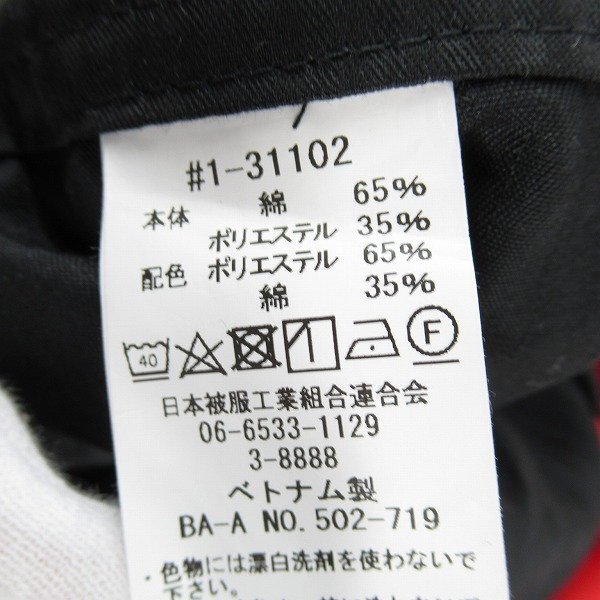 #1-31102
本体 綿 65%
ポリエステル 35%
配色 ポリエステル 65%
綿 35%
40 F
日本被服工業組合連合会
06-6533-1129
3-8888
ベトナム製
BA-A NO. 502-719
・色物には漂白洗剤を使わないで
下さい。